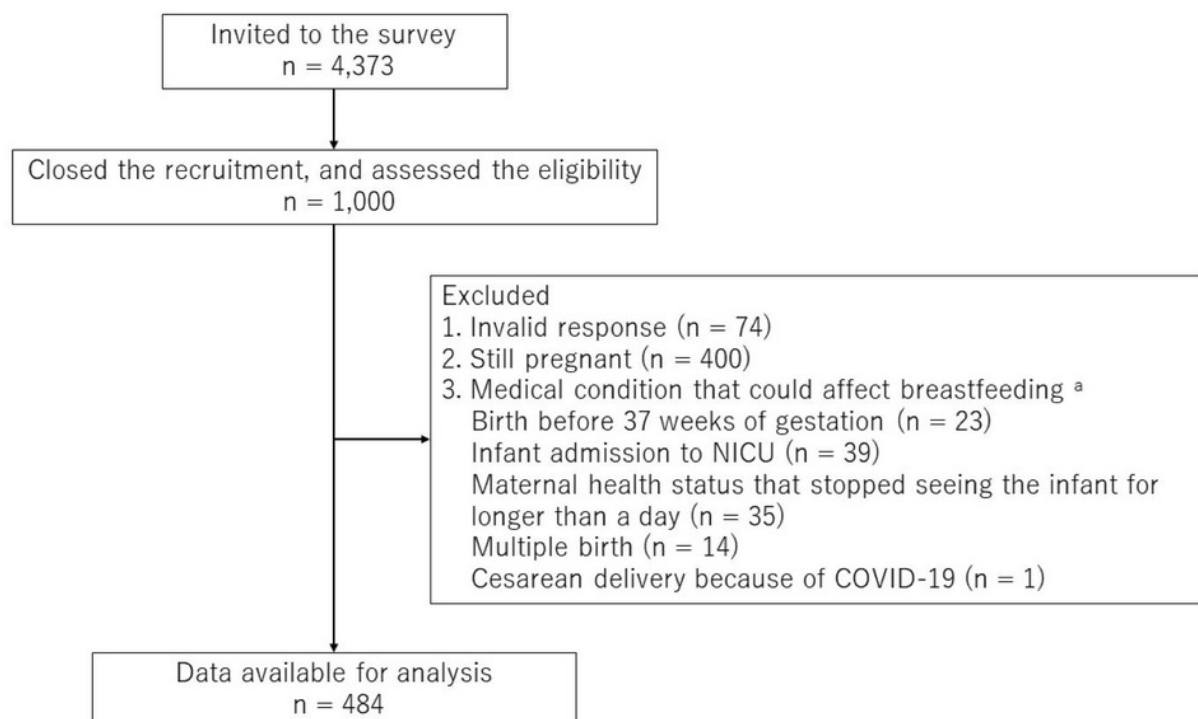 Invited to the survey
n = 4,373
Closed the recruitment, and assessed the eligibility
n = 1,000
Excluded
1. Invalid response (n = 74)
2. Still pregnant (n = 400)
3. Medical condition that could affect breastfeeding ᵃ
Birth before 37 weeks of gestation (n = 23)
Infant admission to NICU (n = 39)
Maternal health status that stopped seeing the infant for
longer than a day (n = 35)
Multiple birth (n = 14)
Cesarean delivery because of COVID-19 (n = 1)
Data available for analysis
n = 484